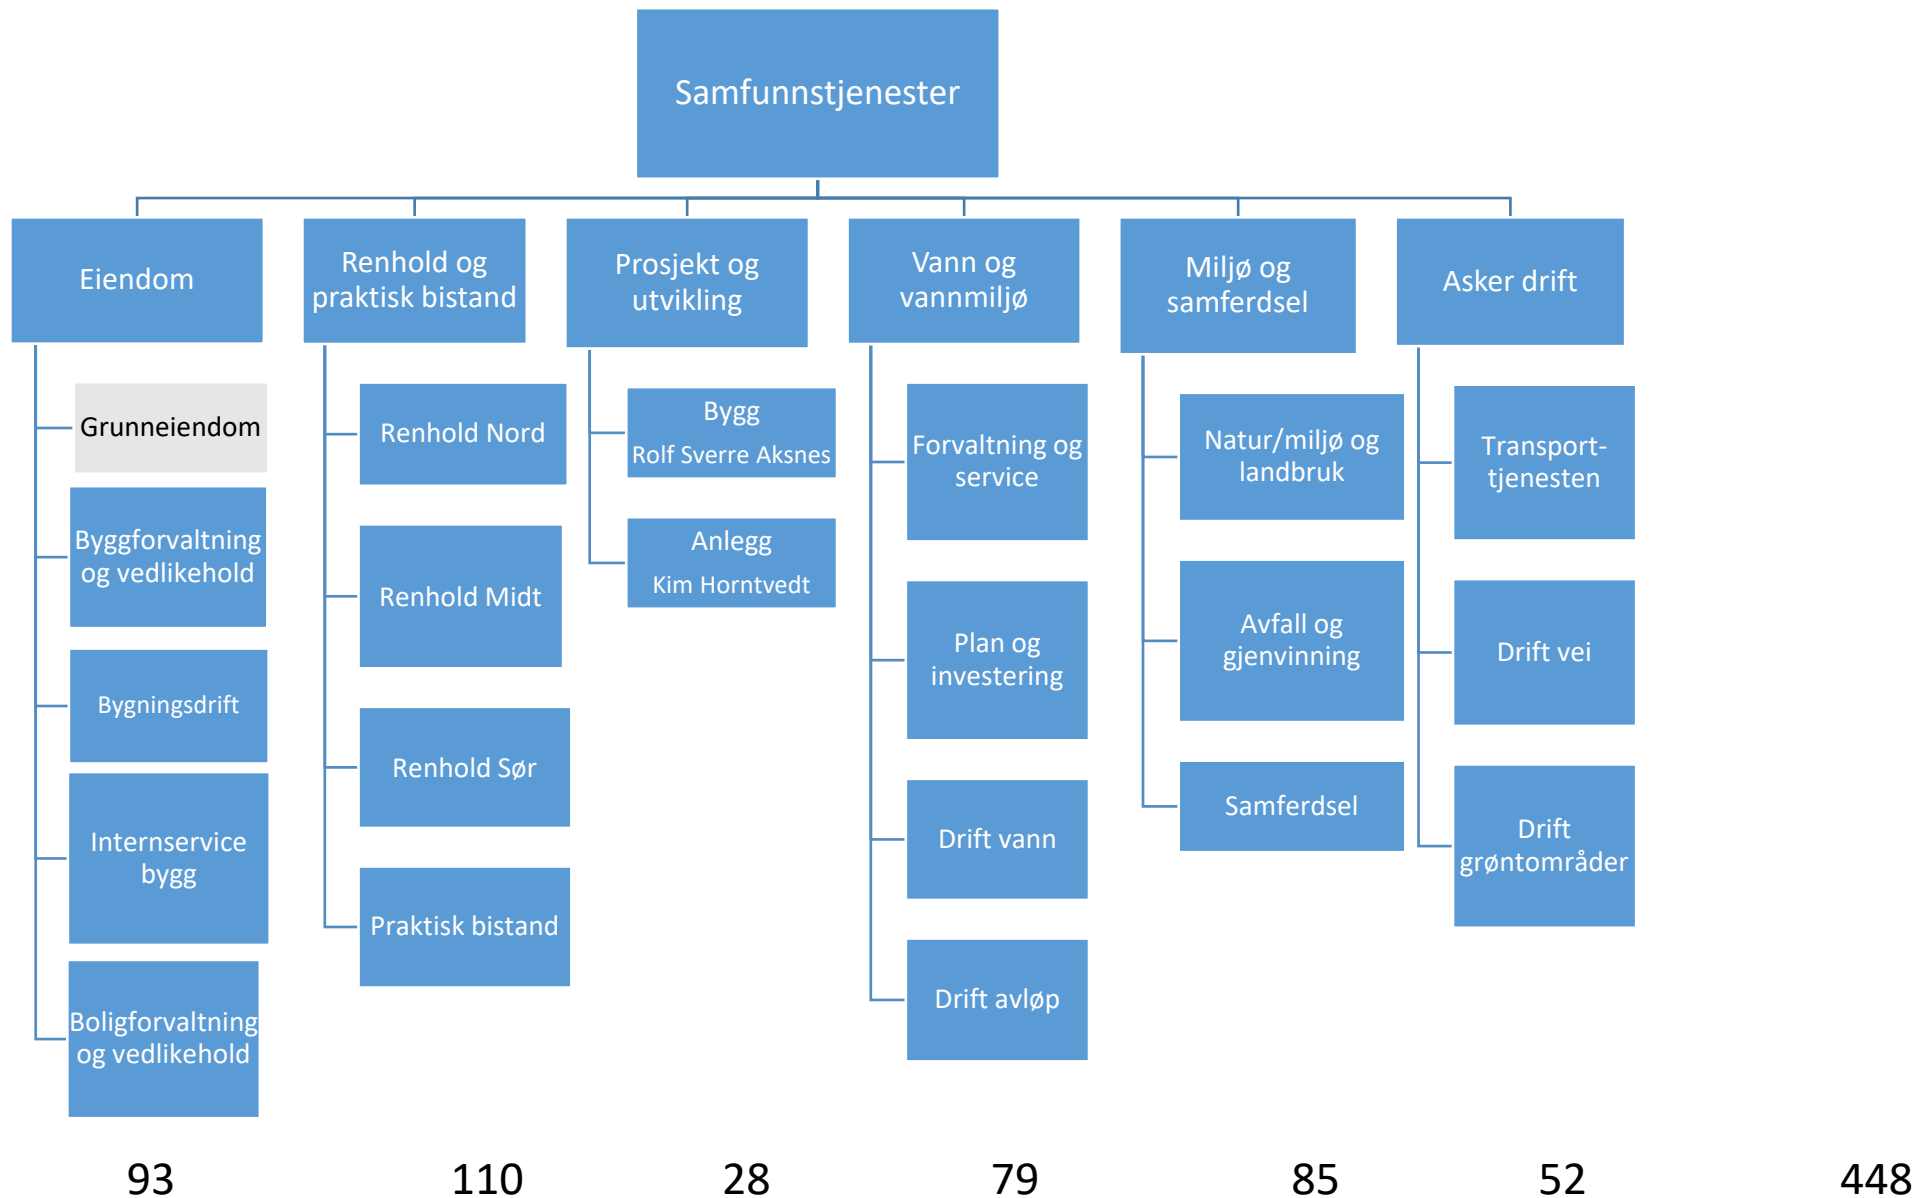 Samfunnstjenester
Eiendom
Grunneiendom
Byggforvaltning
og vedlikehold
Bygningsdrift
Internservice
bygg
Boligforvaltning
og vedlikehold
Renhold og
praktisk bistand
Renhold Nord
Renhold Midt
Renhold Sør
Praktisk bistand
Prosjekt og
utvikling
Bygg
Rolf Sverre Aksnes
Anlegg
Kim Horntvedt
Vann og
vannmiljø
Forvaltning og
service
Plan og
investering
Drift vann
Drift avløp
Miljø og
samferdsel
Natur/miljø og
landbruk
Avfall og
gjenvinning
Samferdsel
Asker drift
Transport-
tjenesten
Drift vei
Drift
grøntområder
93 110 28 79 85 52 448